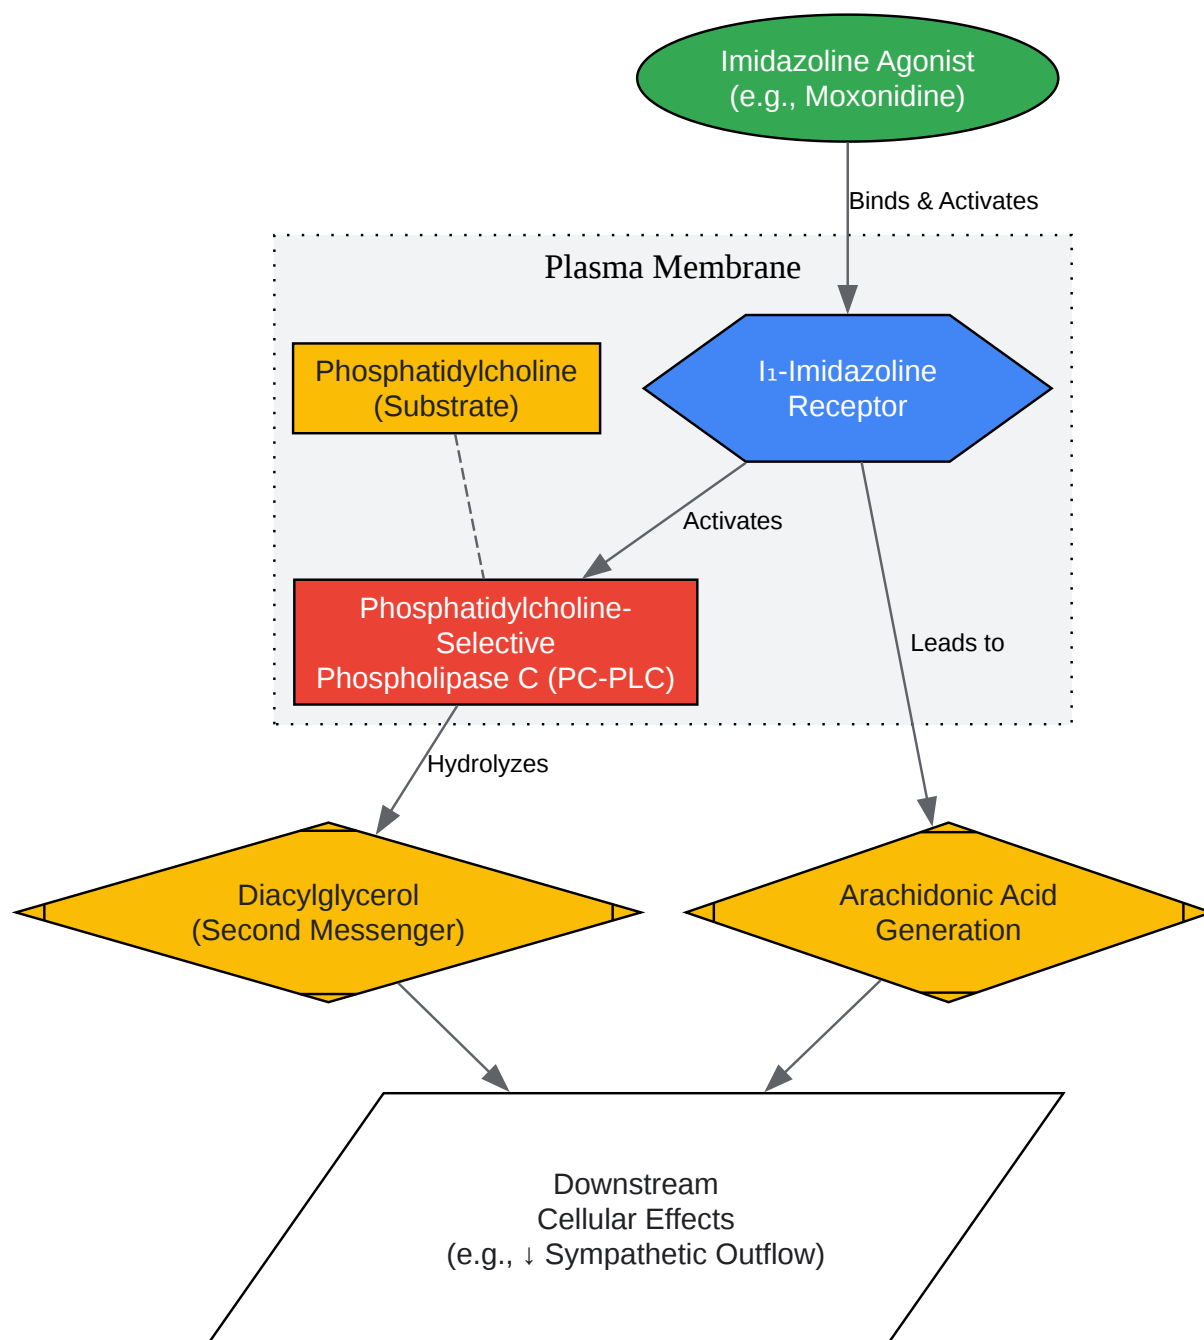 Imidazoline Agonist
(e.g., Moxonidine)
Binds & Activates
Plasma Membrane
Phosphatidylcholine
(Substrate)
I₁-Imidazoline
Receptor
Activates
Phosphatidylcholine-
Selective
Phospholipase C (PC-PLC)
Leads to
Hydrolyzes
Diacylglycerol
(Second Messenger)
Arachidonic Acid
Generation
Downstream
Cellular Effects
(e.g., ↓ Sympathetic Outflow)